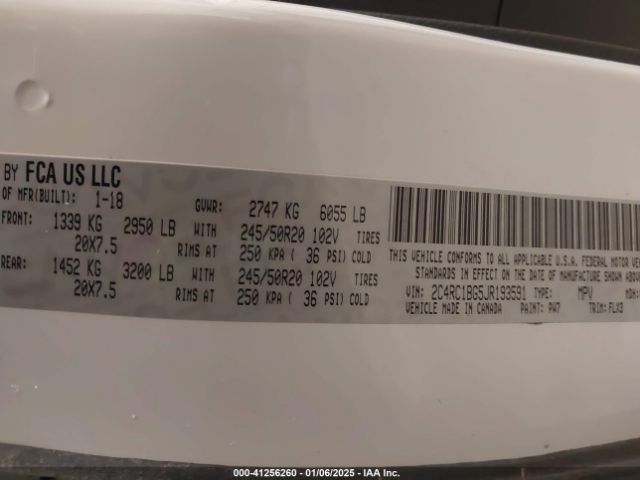 BY FCA US LLC
OF MFR(BUILT): 1-18 GVWR: 2747 KG 6055 LB
FRONT: 1339 KG 2950 LB WITH 245/50R20 102V TIRES
20X7.5 RIMS AT 250 KPA ( 36 PSI) COLD
REAR: 1452 KG 3200 LB WITH 245/50R20 102V TIRES
20X7.5 RIMS AT 250 KPA ( 36 PSI) COLD
THIS VEHICLE CONFORMS TO ALL APPLICABLE U.S.A. FEDERAL MOTOR VE
STANDARDS IN EFFECT ON THE DATE OF MANUFACTURE SHOWN ABOVE
VIN: 2C4RC1BG5JR193591 TYPE: MPV MDH:
VEHICLE MADE IN CANADA PAINT: PW7 TRIM: FLX3
000-41256260 - 01/06/2025 - IAA Inc.